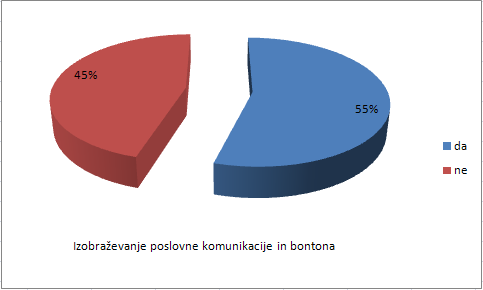 45%
55%
da
ne
Izobraževanje poslovne komunikacije in bontona